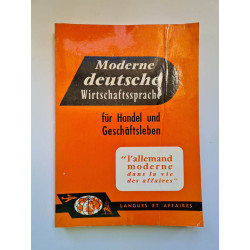 Moderne
deutsche
Wirtschaftssprache
für Handel und
Geschäftsleben
"l'allemand
moderne
dans la vie
des affaires"
LANGUES ET AFFAIRES